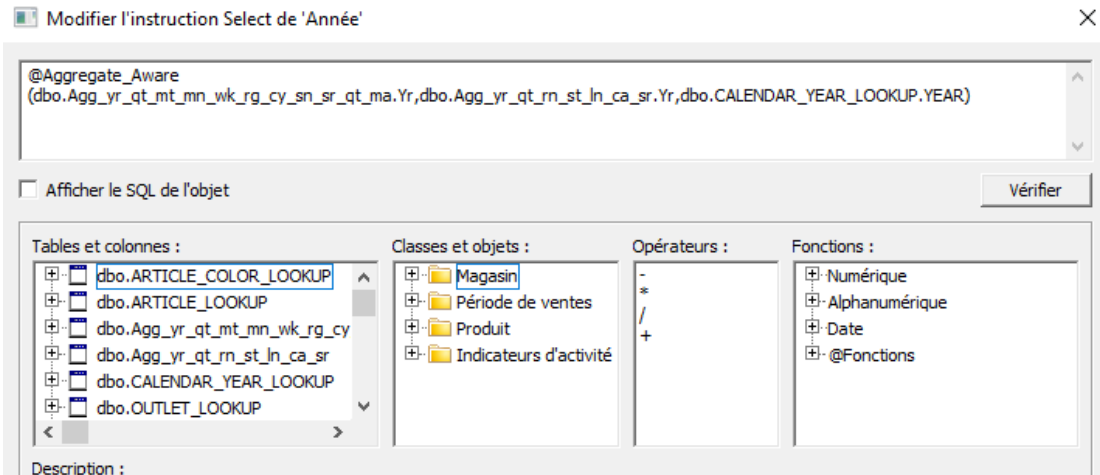 Modifier l'instruction Select de 'Année'
@Aggregate_Aware
(dbo.Agg_yr_qt_mt_mn_wk_rg_cy_sn_sr_qt_ma.Yr,dbo.Agg_yr_qt_rn_st_ln_ca_sr.Yr,dbo.CALENDAR_YEAR_LOOKUP.YEAR)
Afficher le SQL de l'objet
Vérifier
Tables et colonnes :
dbo.ARTICLE_COLOR_LOOKUP
dbo.ARTICLE_LOOKUP
dbo.Agg_yr_qt_mt_mn_wk_rg_cy
dbo.Agg_yr_qt_rn_st_ln_ca_sr
dbo.CALENDAR_YEAR_LOOKUP
dbo.OUTLET_LOOKUP
Classes et objets :
Magasin
Période de ventes
Produit
Indicateurs d'activité
Opérateurs :
-
*
/
+
Fonctions :
Numérique
Alphanumérique
Date
@Fonctions
Description :